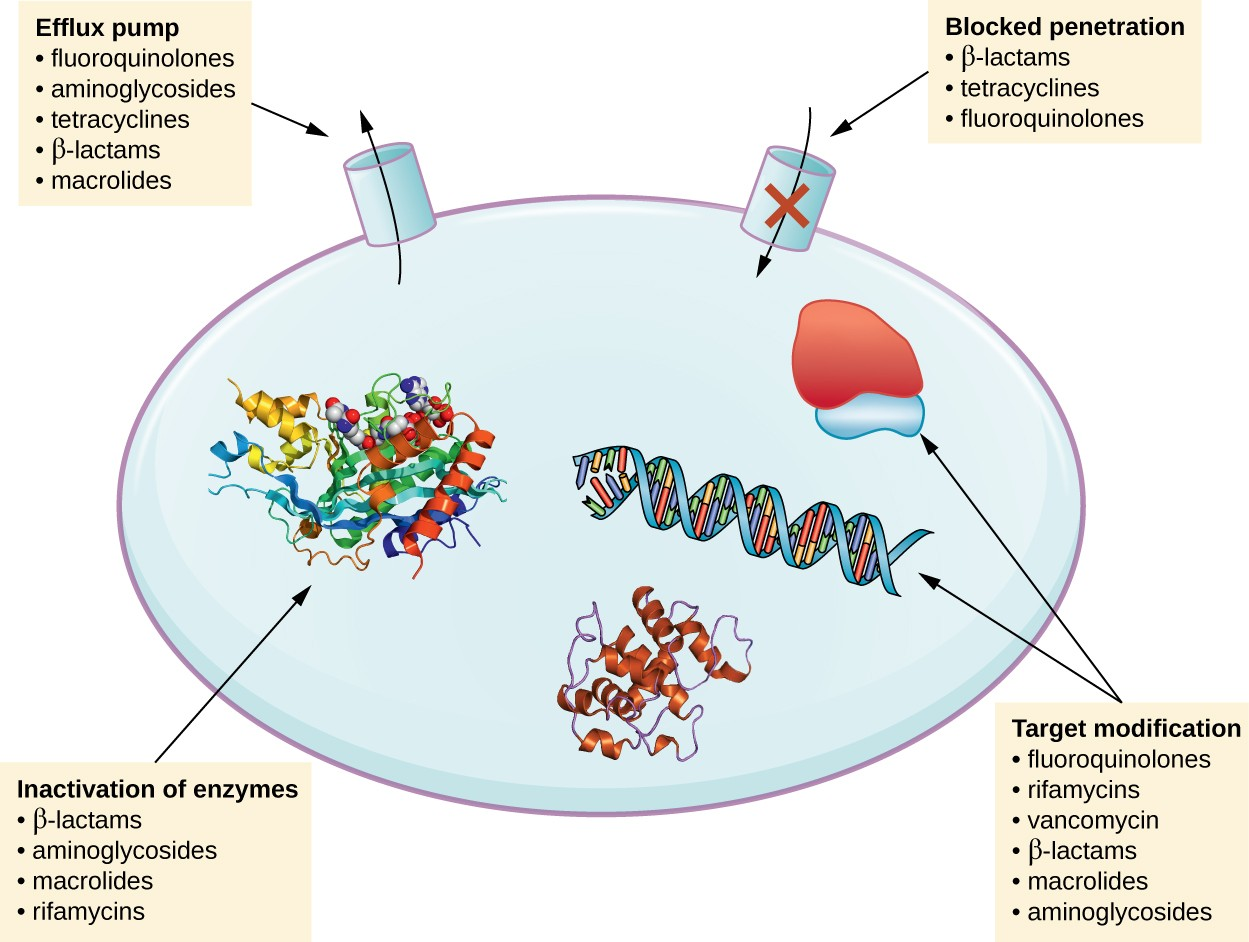 Efflux pump
• fluoroquinolones
• aminoglycosides
• tetracyclines
• β-lactams
• macrolides
Blocked penetration
• β-lactams
• tetracyclines
• fluoroquinolones
Inactivation of enzymes
• β-lactams
• aminoglycosides
• macrolides
• rifamycins
Target modification
• fluoroquinolones
• rifamycins
• vancomycin
• β-lactams
• macrolides
• aminoglycosides